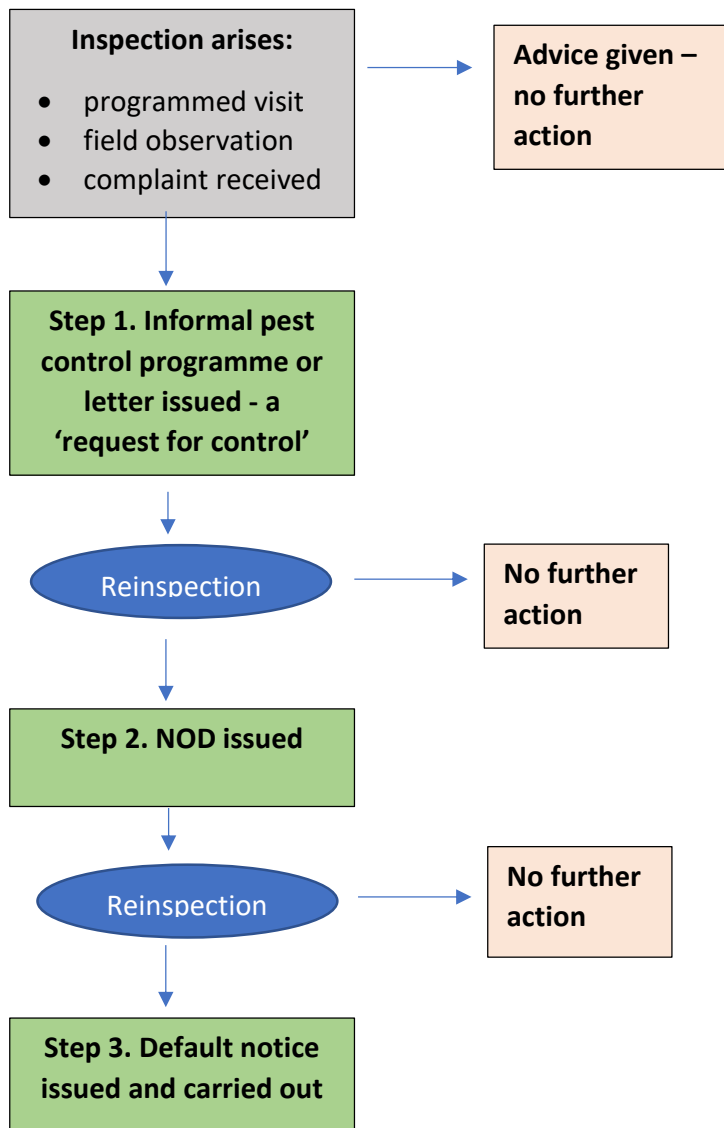 Inspection arises:
• programmed visit
• field observation
• complaint received
Advice given –
no further
action
Step 1. Informal pest
control programme or
letter issued - a
‘request for control’
Reinspection
No further
action
Step 2. NOD issued
Reinspection
No further
action
Step 3. Default notice
issued and carried out